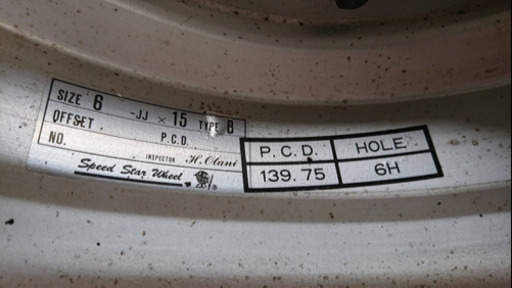 SIZE 6 -JJ × 15 TYPE B
OFFSET P.C.D.
NO. INSPECTOR H. Otani
Speed Star Wheel ®
P.C.D. HOLE
139.75 6H